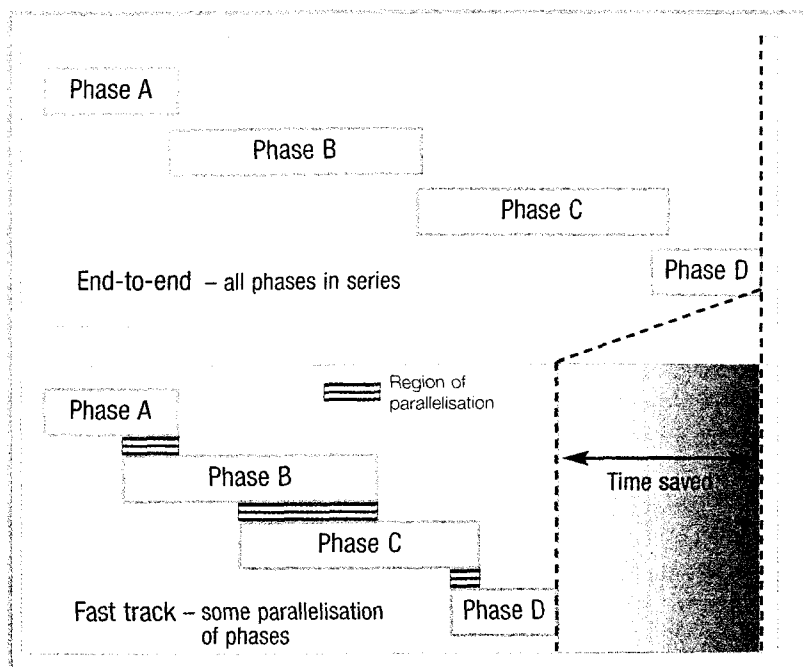 Phase A
Phase B
Phase C
Phase D
End-to-end – all phases in series
Region of
parallelisation
Phase A
Phase B
Time saved
Phase C
Fast track – some parallelisation
of phases
Phase D